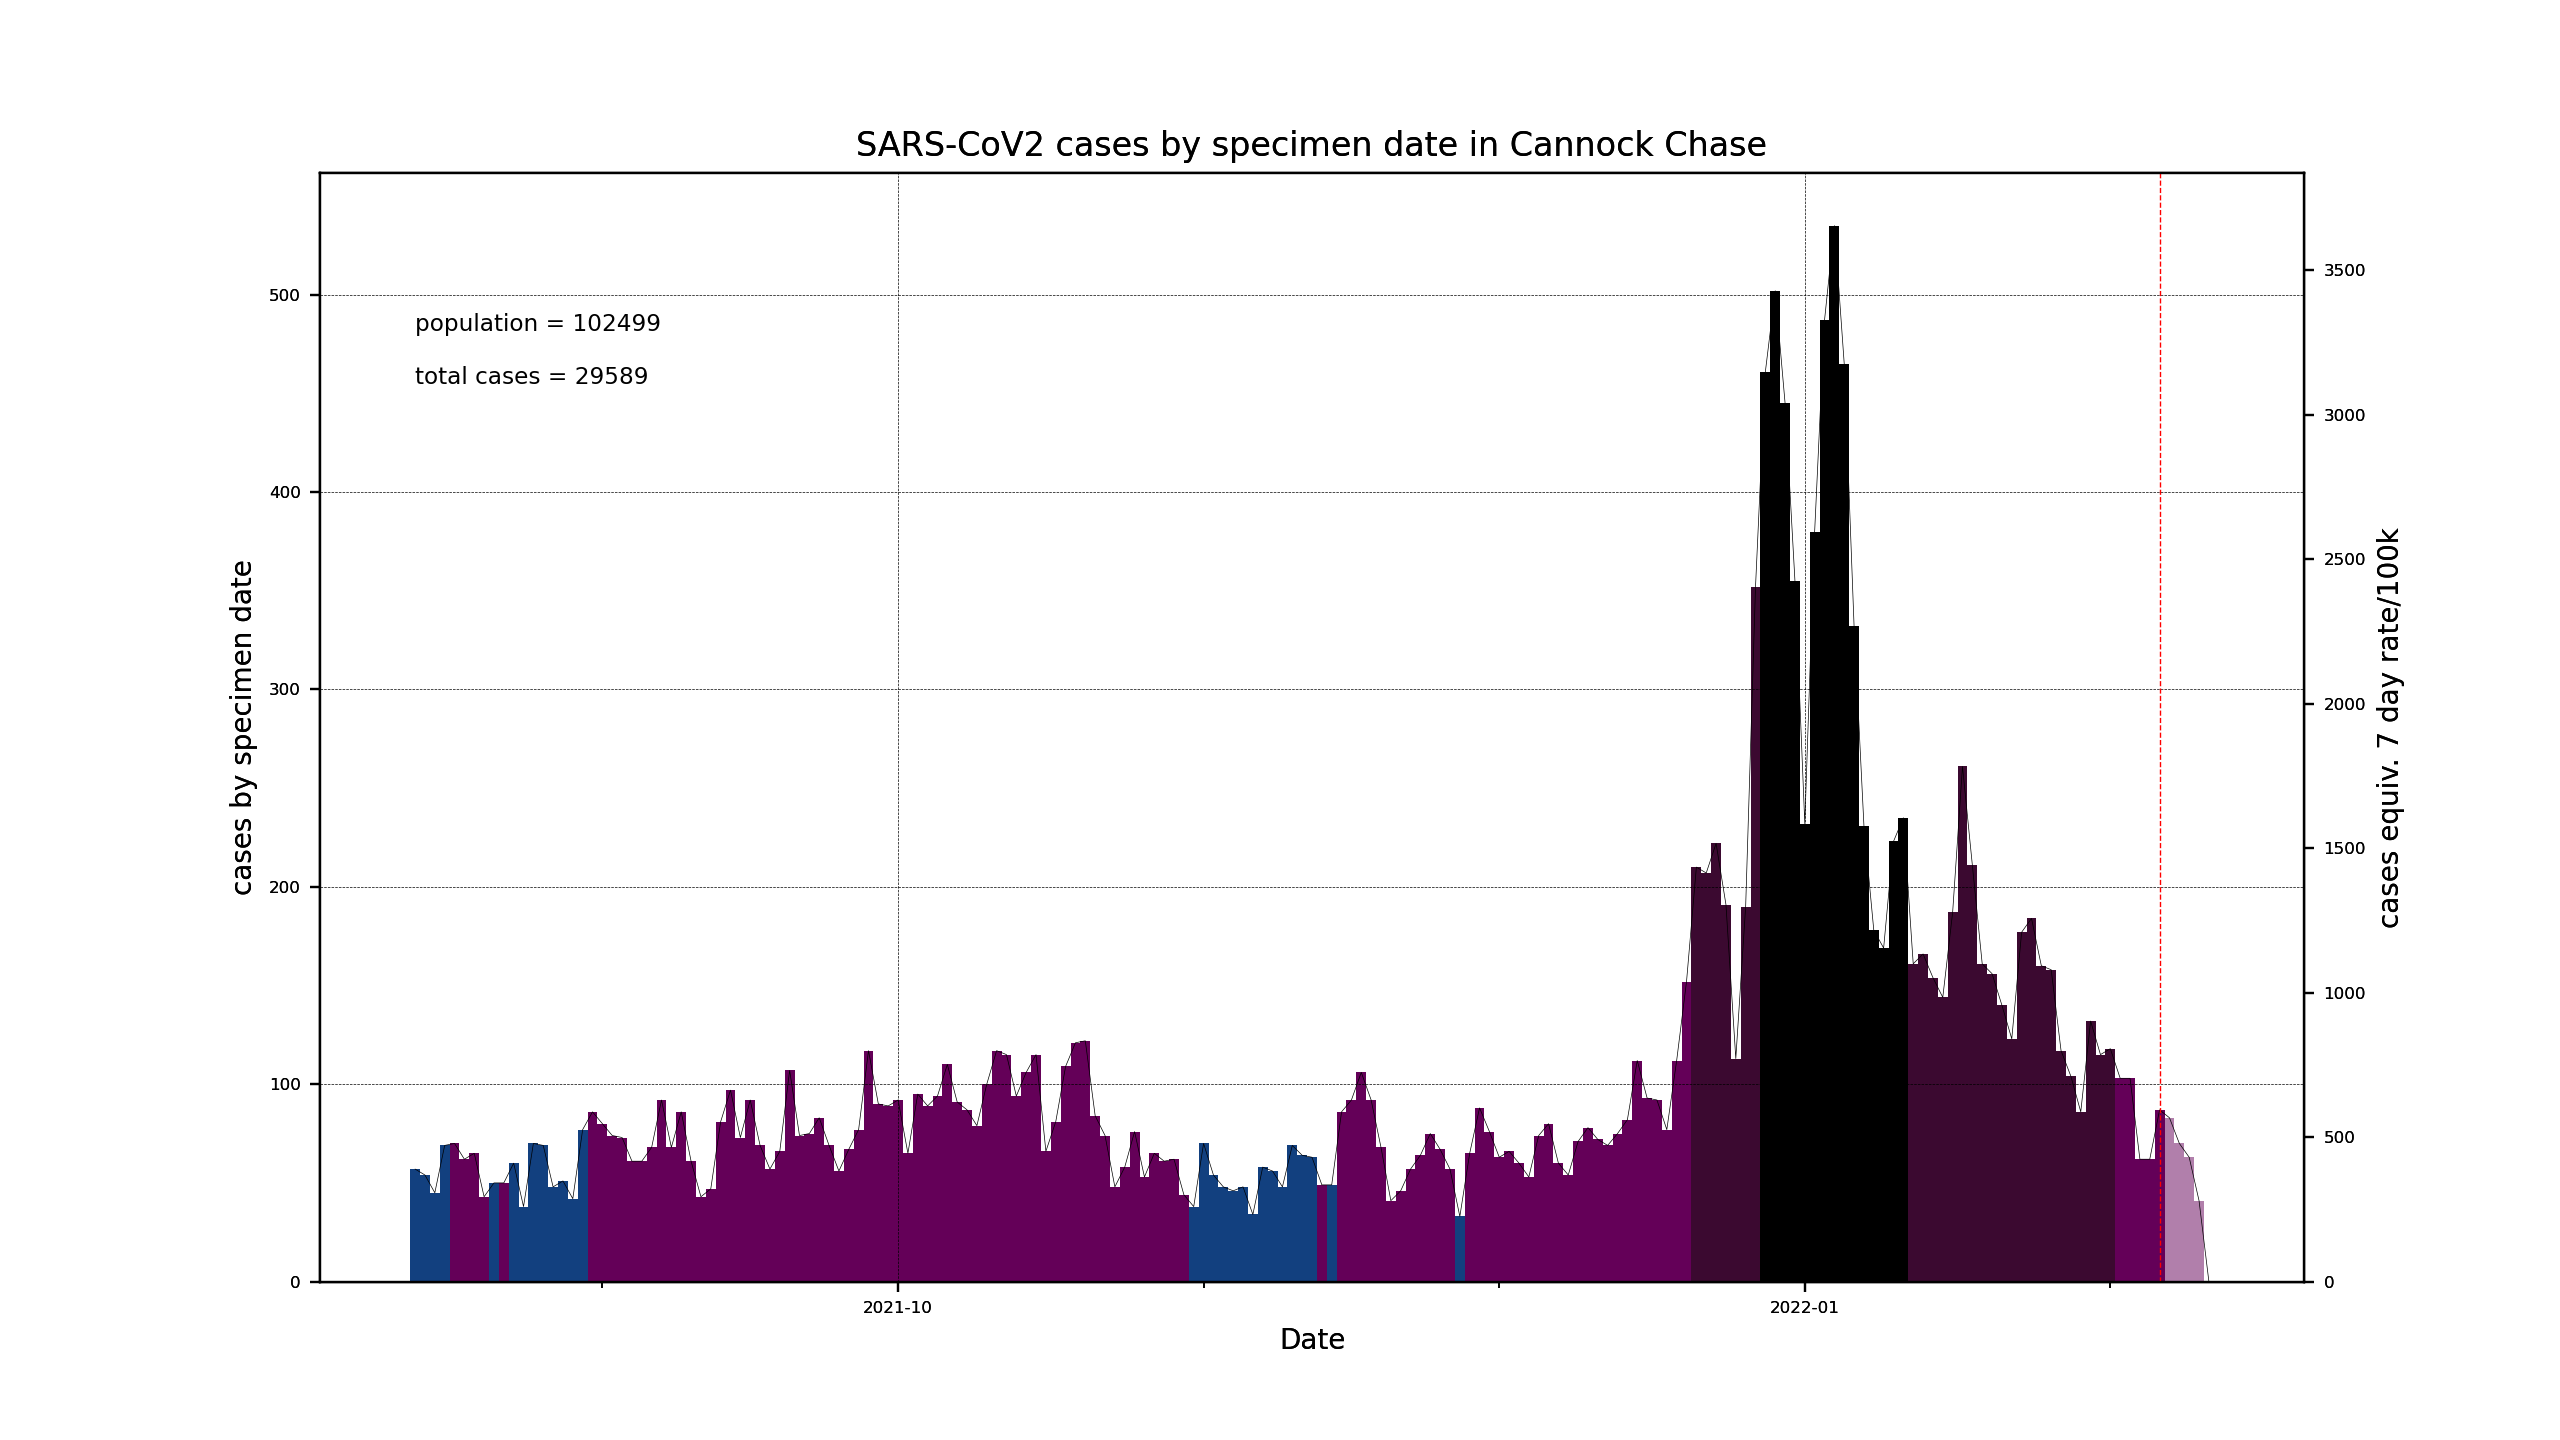 SARS-CoV2 cases by specimen date in Cannock Chase
population = 102499
total cases = 29589
cases by specimen date
500
400
300
200
100
0
3500
3000
2500
2000
1500
1000
500
0
cases equiv. 7 day rate/100k
2021-10
2022-01
Date